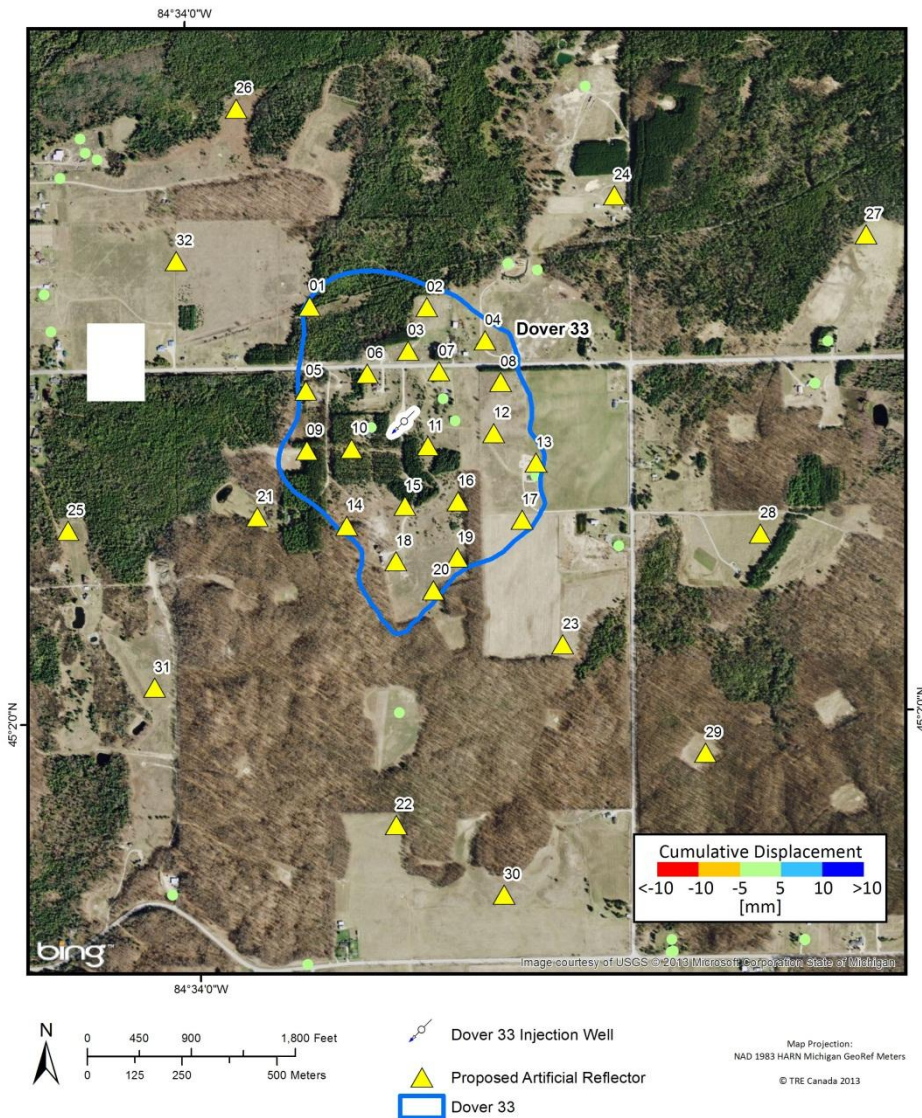 84°34'0"W
26
24
27
32
01
02
04
Dover 33
03
06
07
08
05
12
10
11
09
13
16
15
21
17
14
25
28
19
18
20
23
31
45°2'0"N
45°2'0"N
29
22
Cumulative Displacement
30
<-10 -10 -5 5 10 >10
[mm]
bing™
Image courtesy of USGS © 2013 Microsoft Corporation State of Michigan
84°34'0"W
N
0 450 900 1,800 Feet
0 125 250 500 Meters
Dover 33 Injection Well
Proposed Artificial Reflector
Dover 33
Map Projection:
NAD 1983 HARN Michigan GeoRef Meters
© TRE Canada 2013